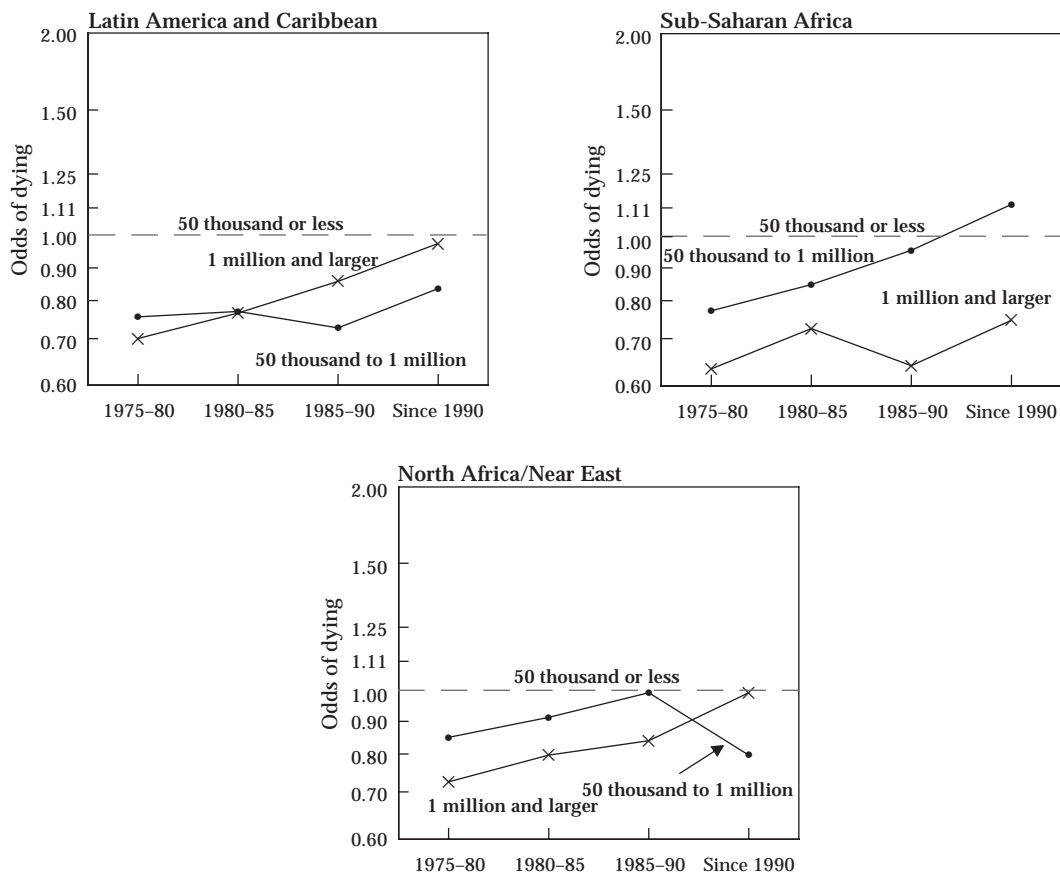 Latin America and Caribbean
2.00
1.50
1.25
1.11
1.00
0.90
0.80
0.70
0.60
Odds of dying
50 thousand or less
1 million and larger
50 thousand to 1 million
1975–80 1980–85 1985–90 Since 1990
Sub-Saharan Africa
2.00
1.50
1.25
1.11
1.00
0.90
0.80
0.70
0.60
Odds of dying
50 thousand or less
50 thousand to 1 million
1 million and larger
1975–80 1980–85 1985–90 Since 1990
North Africa/Near East
2.00
1.50
1.25
1.11
1.00
0.90
0.80
0.70
0.60
Odds of dying
50 thousand or less
50 thousand to 1 million
1 million and larger
1975–80 1980–85 1985–90 Since 1990